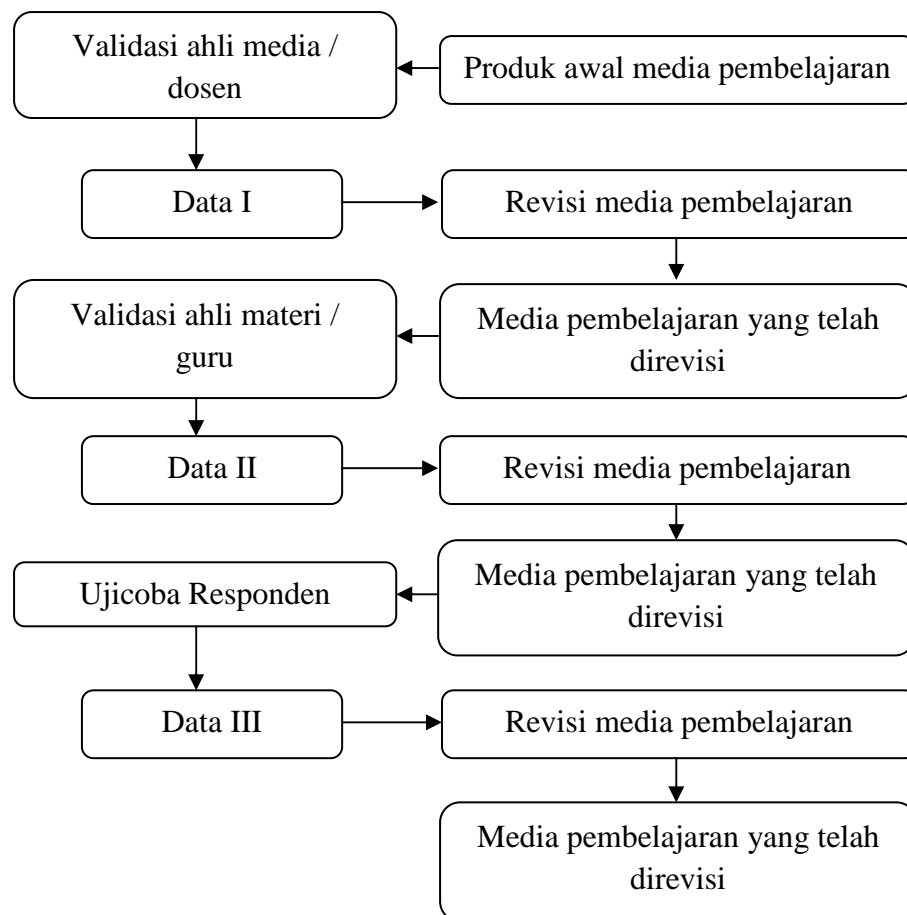 Validasi ahli media /
dosen
Produk awal media pembelajaran
Data I
Revisi media pembelajaran
Validasi ahli materi /
guru
Media pembelajaran yang telah
direvisi
Data II
Revisi media pembelajaran
Ujicoba Responden
Media pembelajaran yang telah
direvisi
Data III
Revisi media pembelajaran
Media pembelajaran yang telah
direvisi